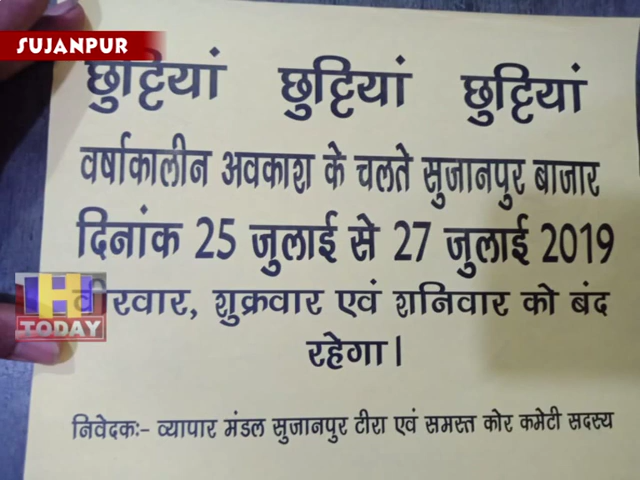 SUJANPUR
छुट्टियां छुट्टियां छुट्टियां
वर्षाकालीन अवकाश के चलते सुजानपुर बाजार
दिनांक 25 जुलाई से 27 जुलाई 2019
वीरवार, शुक्रवार एवं शनिवार को बंद
रहेगा।
H
TODAY
निवेदकः- व्यापार मंडल सुजानपुर टीरा एवं समस्त कोर कमेटी सदस्य